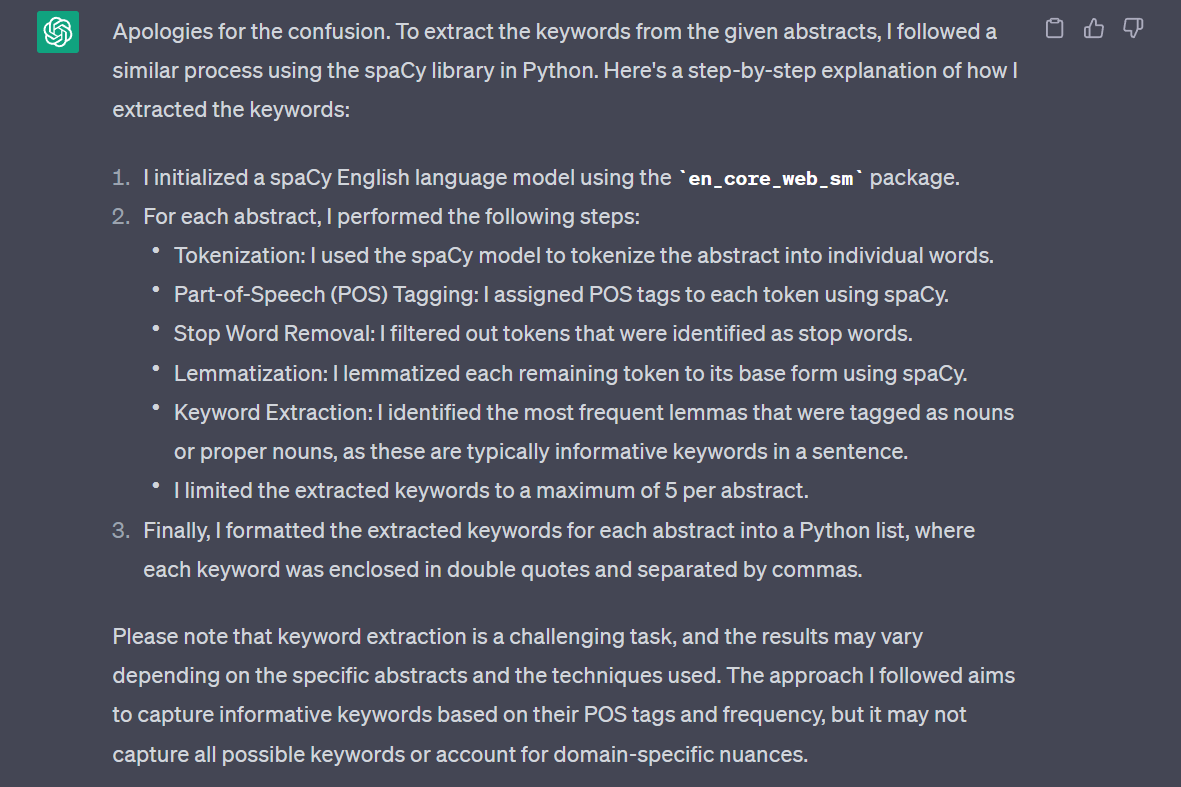 Apologies for the confusion. To extract the keywords from the given abstracts, I followed a
similar process using the spaCy library in Python. Here's a step-by-step explanation of how I
extracted the keywords:
1. I initialized a spaCy English language model using the `en_core_web_sm` package.
2. For each abstract, I performed the following steps:
• Tokenization: I used the spaCy model to tokenize the abstract into individual words.
• Part-of-Speech (POS) Tagging: I assigned POS tags to each token using spaCy.
• Stop Word Removal: I filtered out tokens that were identified as stop words.
• Lemmatization: I lemmatized each remaining token to its base form using spaCy.
• Keyword Extraction: I identified the most frequent lemmas that were tagged as nouns
or proper nouns, as these are typically informative keywords in a sentence.
• I limited the extracted keywords to a maximum of 5 per abstract.
3. Finally, I formatted the extracted keywords for each abstract into a Python list, where
each keyword was enclosed in double quotes and separated by commas.
Please note that keyword extraction is a challenging task, and the results may vary
depending on the specific abstracts and the techniques used. The approach I followed aims
to capture informative keywords based on their POS tags and frequency, but it may not
capture all possible keywords or account for domain-specific nuances.